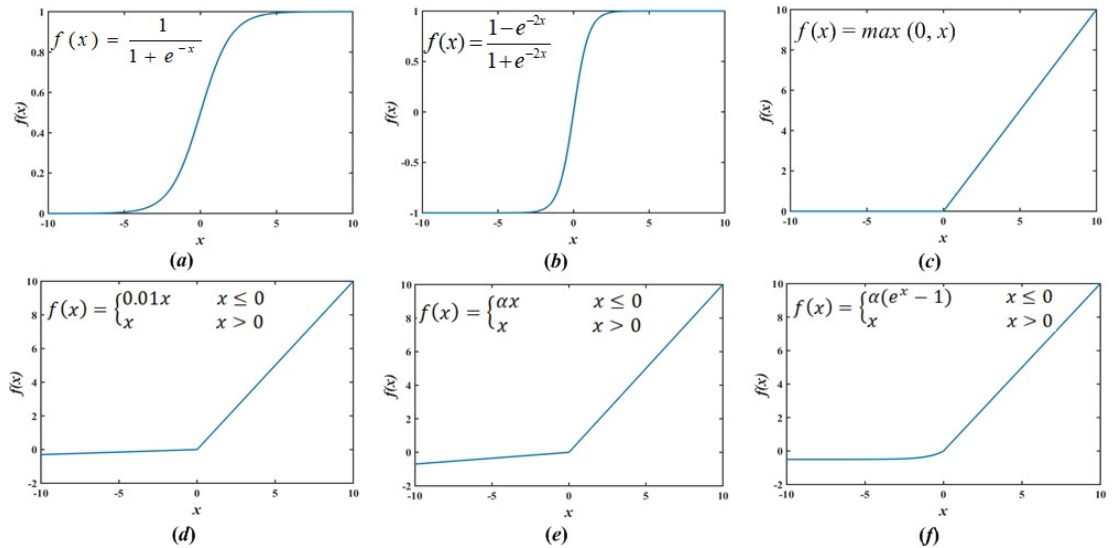 f(x) = 1 / (1 + e^{-x})
1
0.8
0.6
0.4
0.2
0
-10 -5 0 5 10
f(x)
x
(a)
f(x) = (1-e^{-2x}) / (1+e^{-2x})
1
0.5
0
-0.5
-1
-10 -5 0 5 10
f(x)
x
(b)
f(x) = max (0, x)
10
8
6
4
2
0
-10 -5 0 5 10
f(x)
x
(c)
f(x) = { 0.01x x ≤ 0
x x > 0
10
8
6
4
2
0
-2
-10 -5 0 5 10
f(x)
x
(d)
f(x) = { αx x ≤ 0
x x > 0
10
8
6
4
2
0
-2
-10 -5 0 5 10
f(x)
x
(e)
f(x) = { α(e^x − 1) x ≤ 0
x x > 0
10
8
6
4
2
0
-2
-10 -5 0 5 10
f(x)
x
(f)